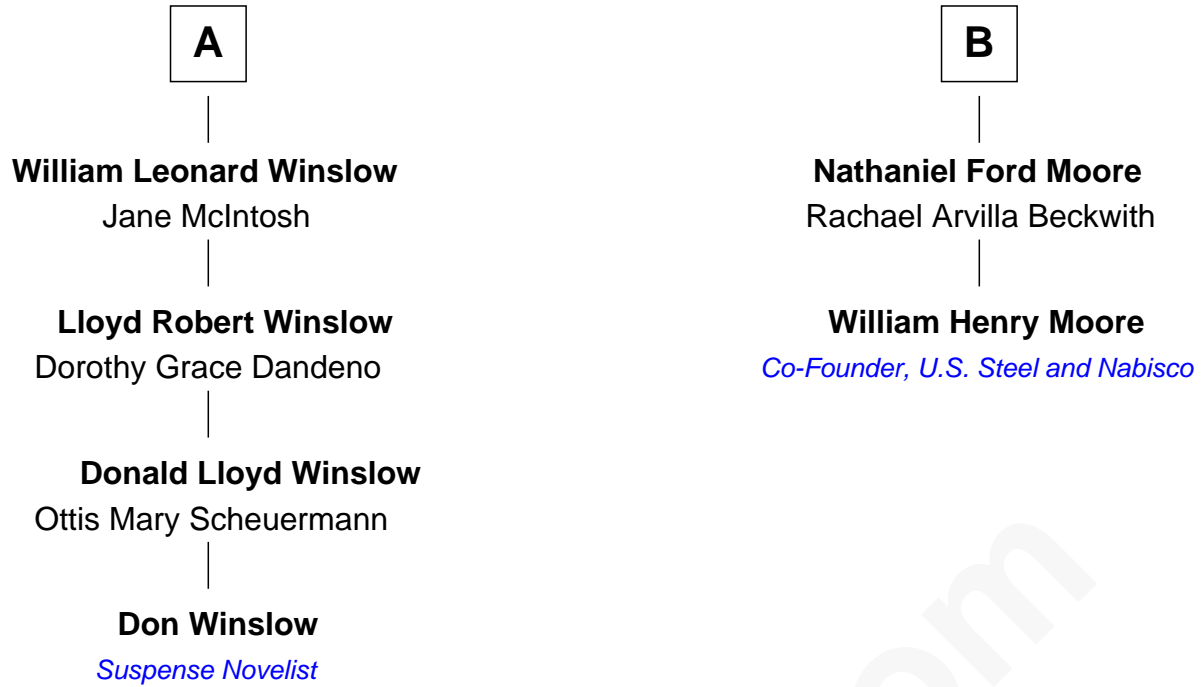 A
William Leonard Winslow
Jane McIntosh
Lloyd Robert Winslow
Dorothy Grace Dandeno
Donald Lloyd Winslow
Ottis Mary Scheuermann
Don Winslow
Suspense Novelist
B
Nathaniel Ford Moore
Rachael Arvilla Beckwith
William Henry Moore
Co-Founder, U.S. Steel and Nabisco
om